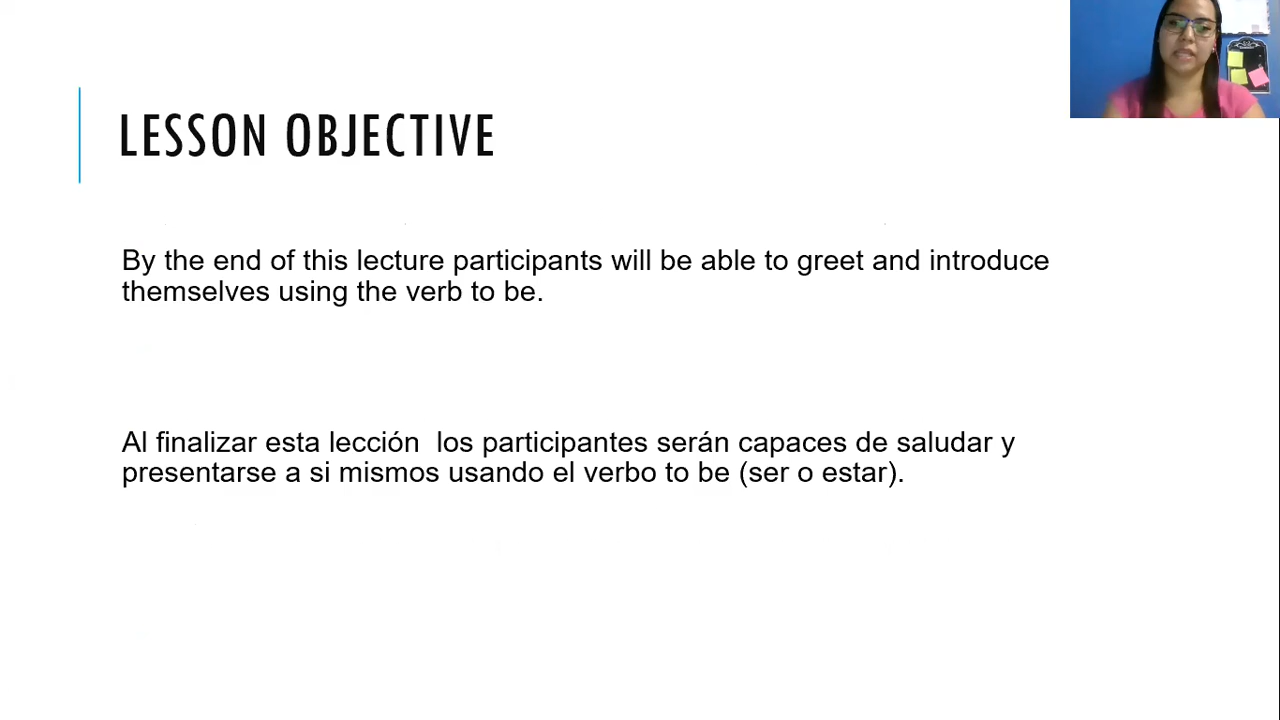 LESSON OBJECTIVE
By the end of this lecture participants will be able to greet and introduce
themselves using the verb to be.
Al finalizar esta lección  los participantes serán capaces de saludar y
presentarse a si mismos usando el verbo to be (ser o estar).